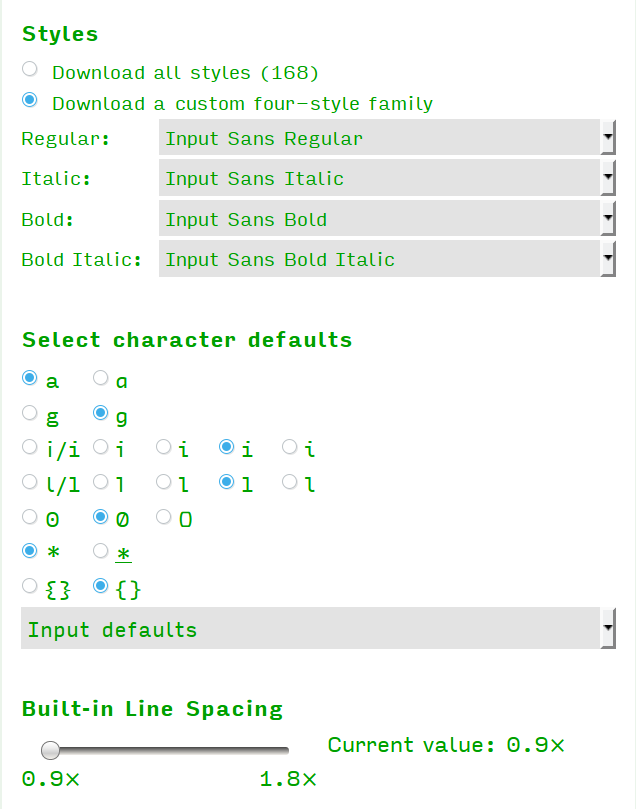 Styles
Download all styles (168)
Download a custom four-style family
Regular: Input Sans Regular
Italic: Input Sans Italic
Bold: Input Sans Bold
Bold Italic: Input Sans Bold Italic
Select character defaults
a ɑ
g g
i/i i i i i
l/l l l l l
0 0 0
* *
{} {}
Input defaults
Built-in Line Spacing
Current value: 0.9×
0.9× 1.8×